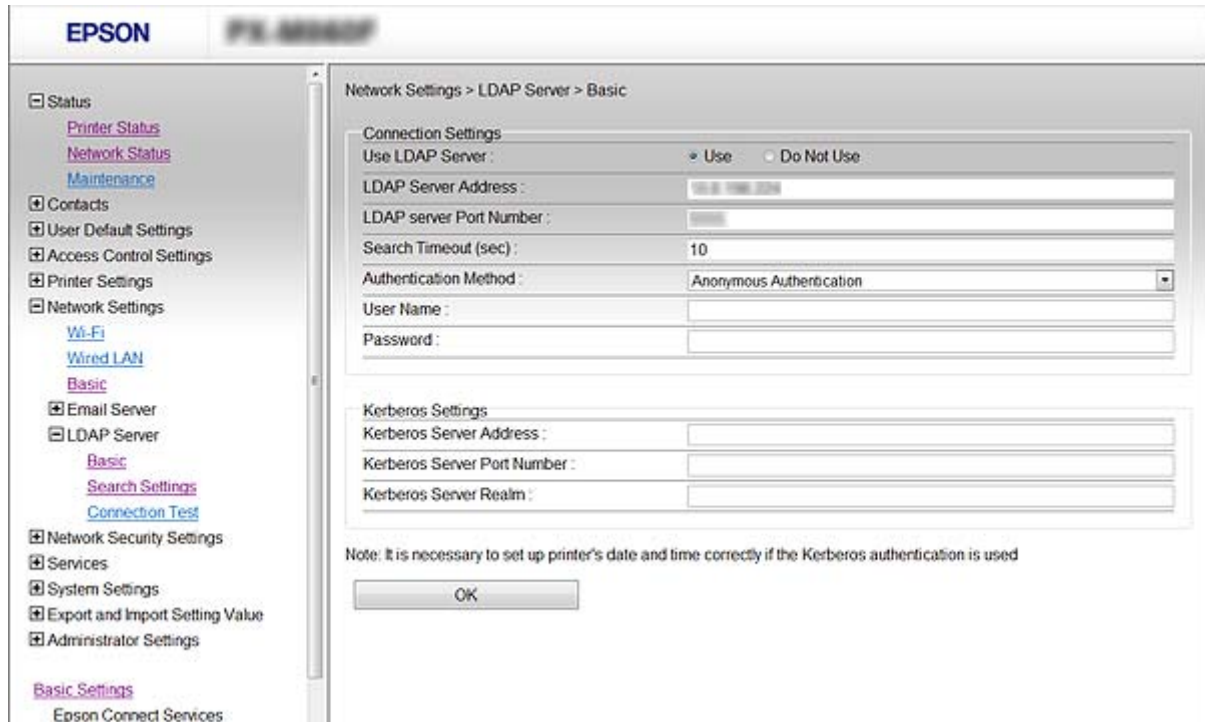 EPSON
Status
Printer Status
Network Status
Maintenance
Contacts
User Default Settings
Access Control Settings
Printer Settings
Network Settings
Wi-Fi
Wired LAN
Basic
Email Server
LDAP Server
Basic
Search Settings
Connection Test
Network Security Settings
Services
System Settings
Export and Import Setting Value
Administrator Settings
Basic Settings
Epson Connect Services
Network Settings > LDAP Server > Basic
Connection Settings
Use LDAP Server : Use Do Not Use
LDAP Server Address :
LDAP server Port Number :
Search Timeout (sec) : 10
Authentication Method : Anonymous Authentication
User Name :
Password :
Kerberos Settings
Kerberos Server Address :
Kerberos Server Port Number :
Kerberos Server Realm :
Note: It is necessary to set up printer's date and time correctly if the Kerberos authentication is used
OK